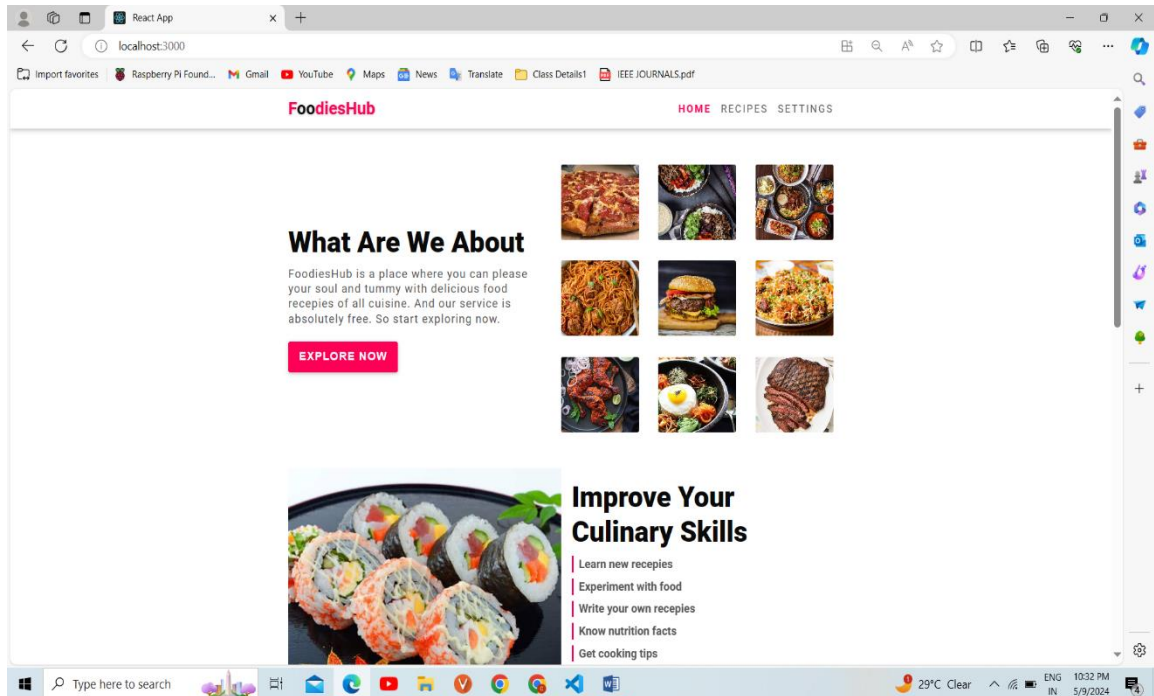 React App
localhost:3000
Import favorites Raspberry Pi Found... Gmail YouTube Maps News Translate Class Details1 IEEE JOURNALS.pdf
FoodiesHub HOME RECIPES SETTINGS
What Are We About
FoodiesHub is a place where you can please
your soul and tummy with delicious food
recepies of all cuisine. And our service is
absolutely free. So start exploring now.
EXPLORE NOW
Improve Your
Culinary Skills
Learn new recepies
Experiment with food
Write your own recepies
Know nutrition facts
Get cooking tips
Type here to search 29°C Clear ENG 10:32 PM
IN 5/9/2024